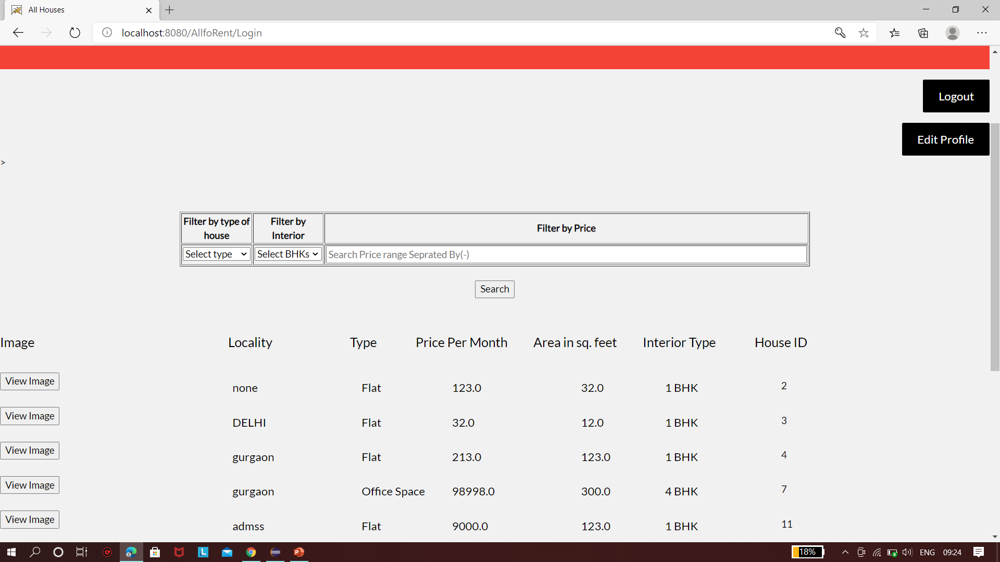 All Houses
localhost:8080/AllfoRent/Login
Logout
Edit Profile
>
Filter by type of house Filter by Interior Filter by Price
Select type Select BHKs Search Price range Seprated By(-)
Search
Image Locality Type Price Per Month Area in sq. feet Interior Type House ID
View Image none Flat 123.0 32.0 1 BHK 2
View Image DELHI Flat 32.0 12.0 1 BHK 3
View Image gurgaon Flat 213.0 123.0 1 BHK 4
View Image gurgaon Office Space 98998.0 300.0 4 BHK 7
View Image admss Flat 9000.0 123.0 1 BHK 11
L P 18% ENG 09:24